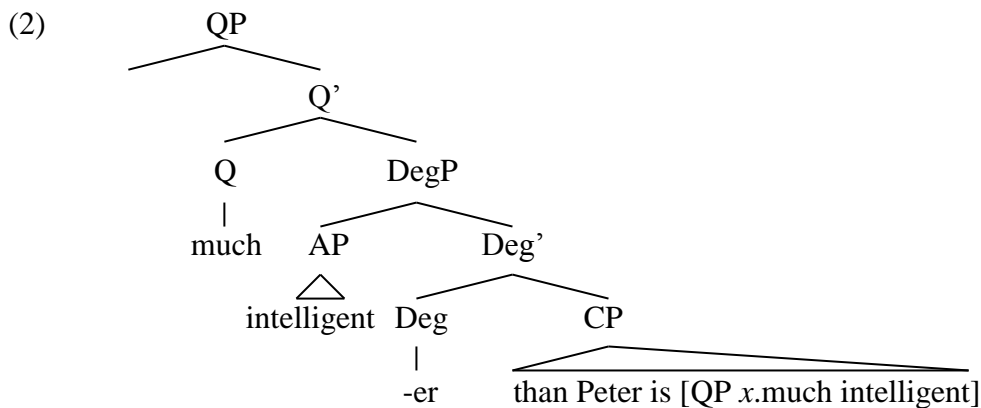 (2) QP
Q’
Q DegP
much AP Deg’
intelligent Deg CP
-er than Peter is [QP x.much intelligent]